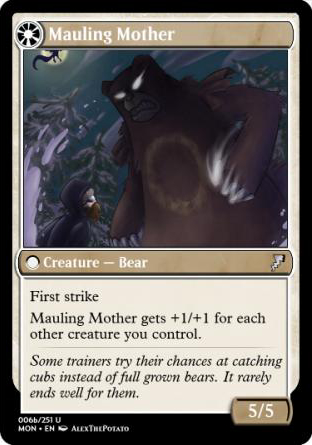 Mauling Mother
Creature — Bear
First strike
Mauling Mother gets +1/+1 for each
other creature you control.
Some trainers try their chances at catching
cubs instead of full grown bears. It rarely
ends well for them.
5/5
006b/251 U
MON • EN AlexThePotato